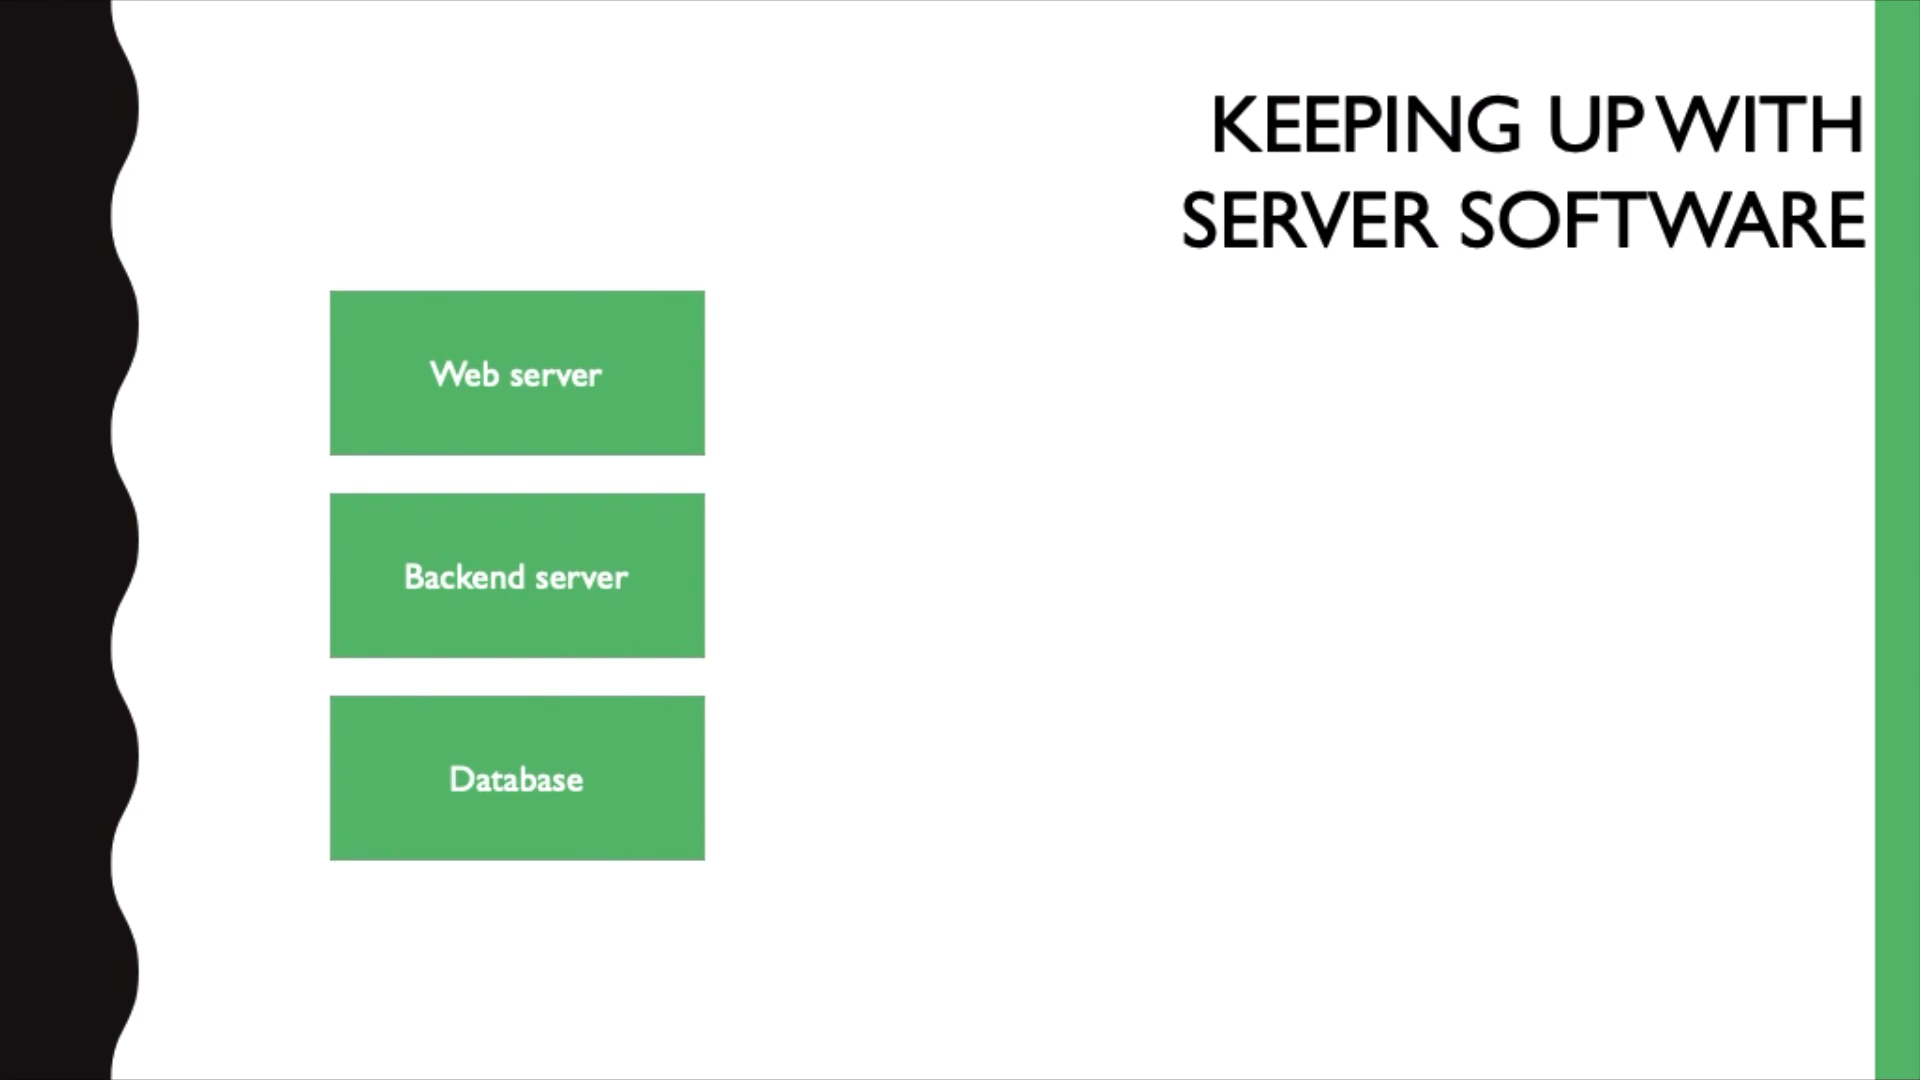 KEEPING UP WITH
SERVER SOFTWARE
Web server
Backend server
Database